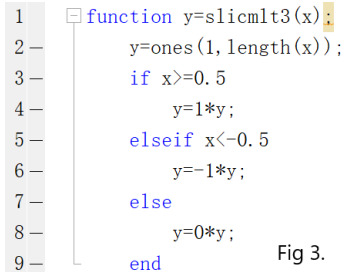 1 function y=slicmlt3(x);
2 — y=ones(1,length(x));
3 — if x>=0.5
4 — y=1*y;
5 — elseif x<-0.5
6 — y=-1*y;
7 — else
8 — y=0*y;
9 — end
Fig 3.